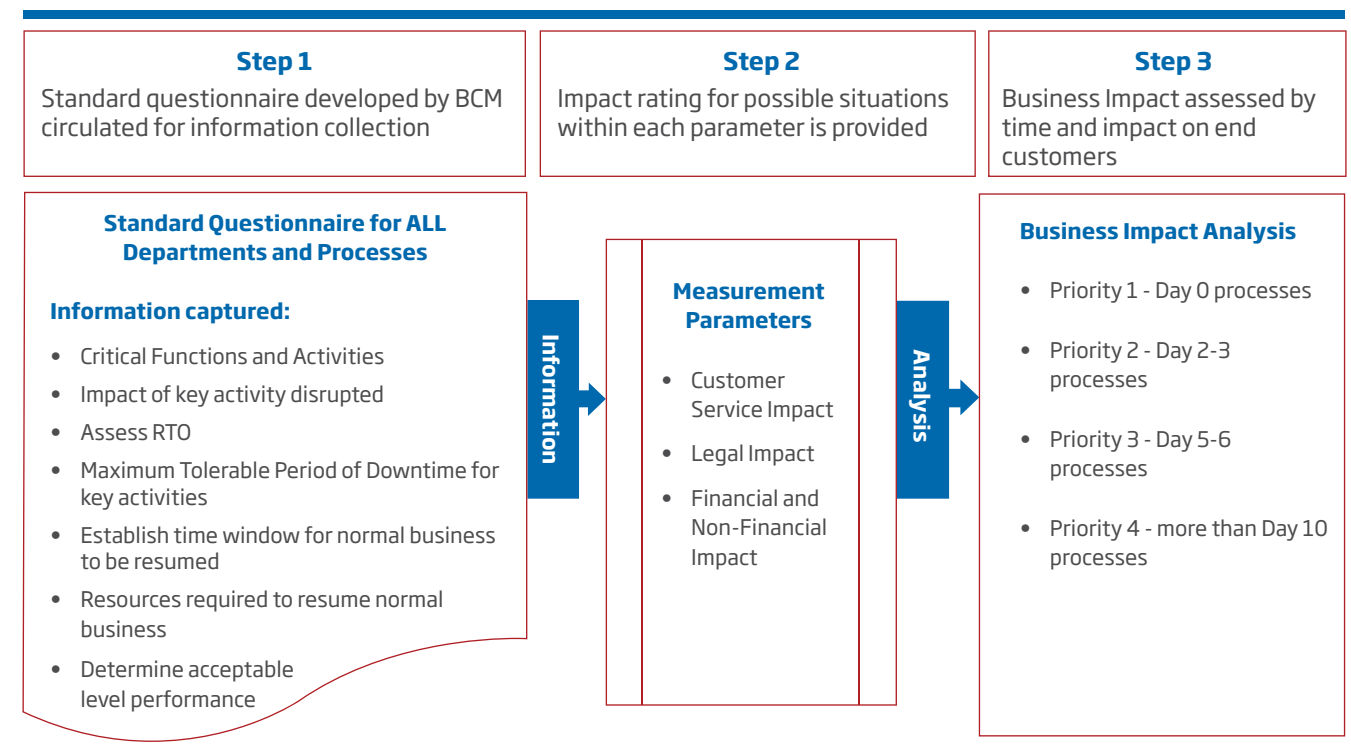 Step 1
Standard questionnaire developed by BCM
circulated for information collection
Step 2
Impact rating for possible situations
within each parameter is provided
Step 3
Business Impact assessed by
time and impact on end
customers
Standard Questionnaire for ALL
Departments and Processes
Information captured:
• Critical Functions and Activities
• Impact of key activity disrupted
• Assess RTO
• Maximum Tolerable Period of Downtime for
key activities
• Establish time window for normal business
to be resumed
• Resources required to resume normal
business
• Determine acceptable
level performance
Information
Measurement
Parameters
• Customer
Service Impact
• Legal Impact
• Financial and
Non-Financial
Impact
Analysis
Business Impact Analysis
• Priority 1 - Day 0 processes
• Priority 2 - Day 2-3
processes
• Priority 3 - Day 5-6
processes
• Priority 4 - more than Day 10
processes